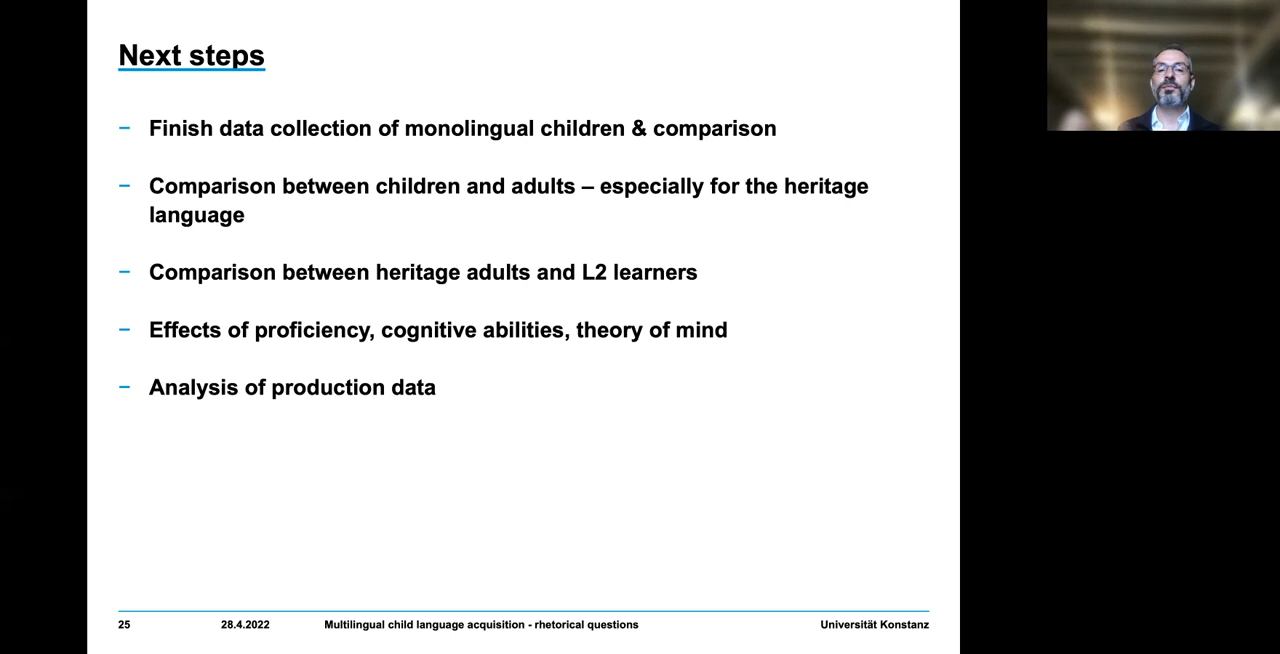 Next steps
– Finish data collection of monolingual children & comparison
– Comparison between children and adults – especially for the heritage
language
– Comparison between heritage adults and L2 learners
– Effects of proficiency, cognitive abilities, theory of mind
– Analysis of production data
25 28.4.2022 Multilingual child language acquisition - rhetorical questions Universität Konstanz